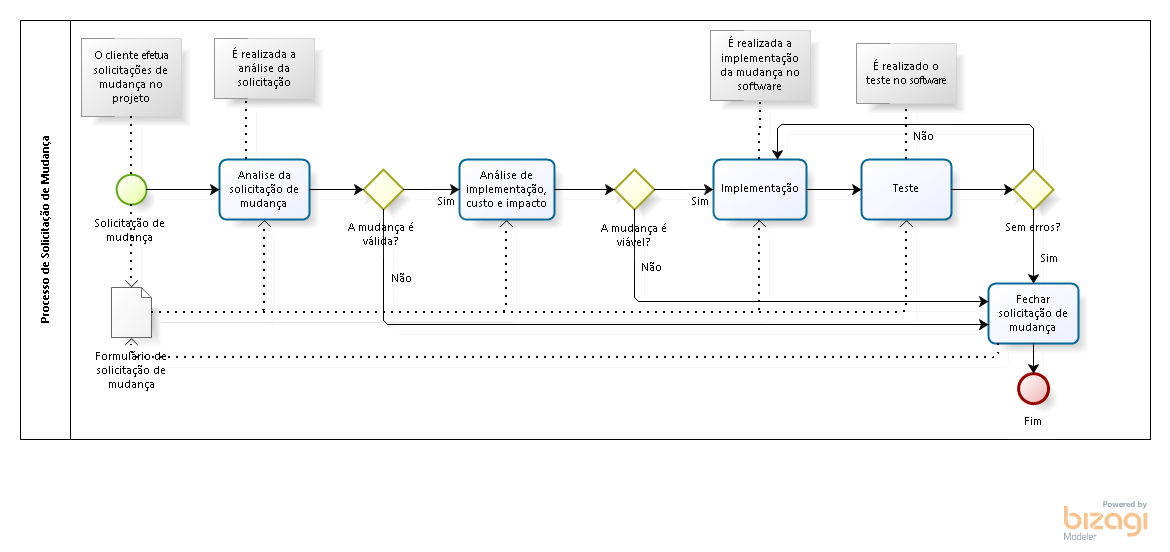 Processo de Solicitação de Mudança
O cliente efetua
solicitações de
mudança no
projeto
É realizada a
análise da
solicitação
É realizada a
implementação
da mudança no
software
É realizado o
teste no software
Não
Solicitação de
mudança
Analise da
solicitação de
mudança
A mudança é
válida?
Sim
Não
Análise de
implementação,
custo e impacto
A mudança é
viável?
Sim
Não
Implementação
Teste
Sem erros?
Sim
Fechar
solicitação de
mudança
Formulário de
solicitação de
mudança
Fim
Powered by
bizagi
Modeler